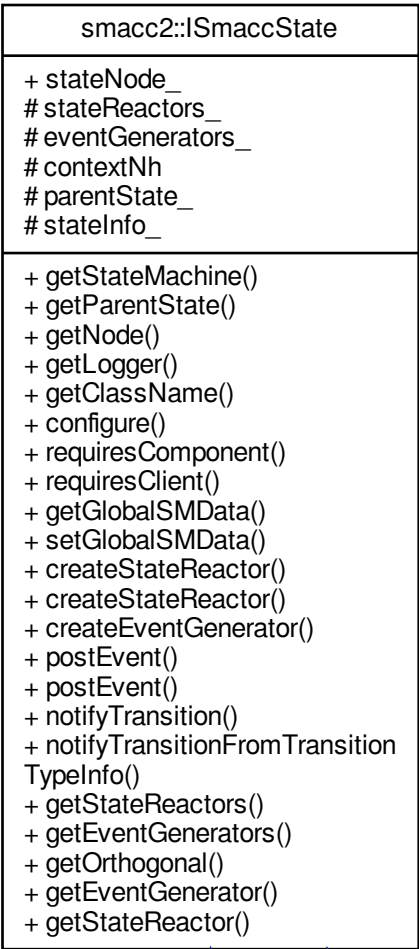 smacc2::ISmaccState
+ stateNode_
# stateReactors_
# eventGenerators_
# contextNh
# parentState_
# stateInfo_
+ getStateMachine()
+ getParentState()
+ getNode()
+ getLogger()
+ getClassName()
+ configure()
+ requiresComponent()
+ requiresClient()
+ getGlobalSMData()
+ setGlobalSMData()
+ createStateReactor()
+ createStateReactor()
+ createEventGenerator()
+ postEvent()
+ postEvent()
+ notifyTransition()
+ notifyTransitionFromTransition
TypeInfo()
+ getStateReactors()
+ getEventGenerators()
+ getOrthogonal()
+ getEventGenerator()
+ getStateReactor()